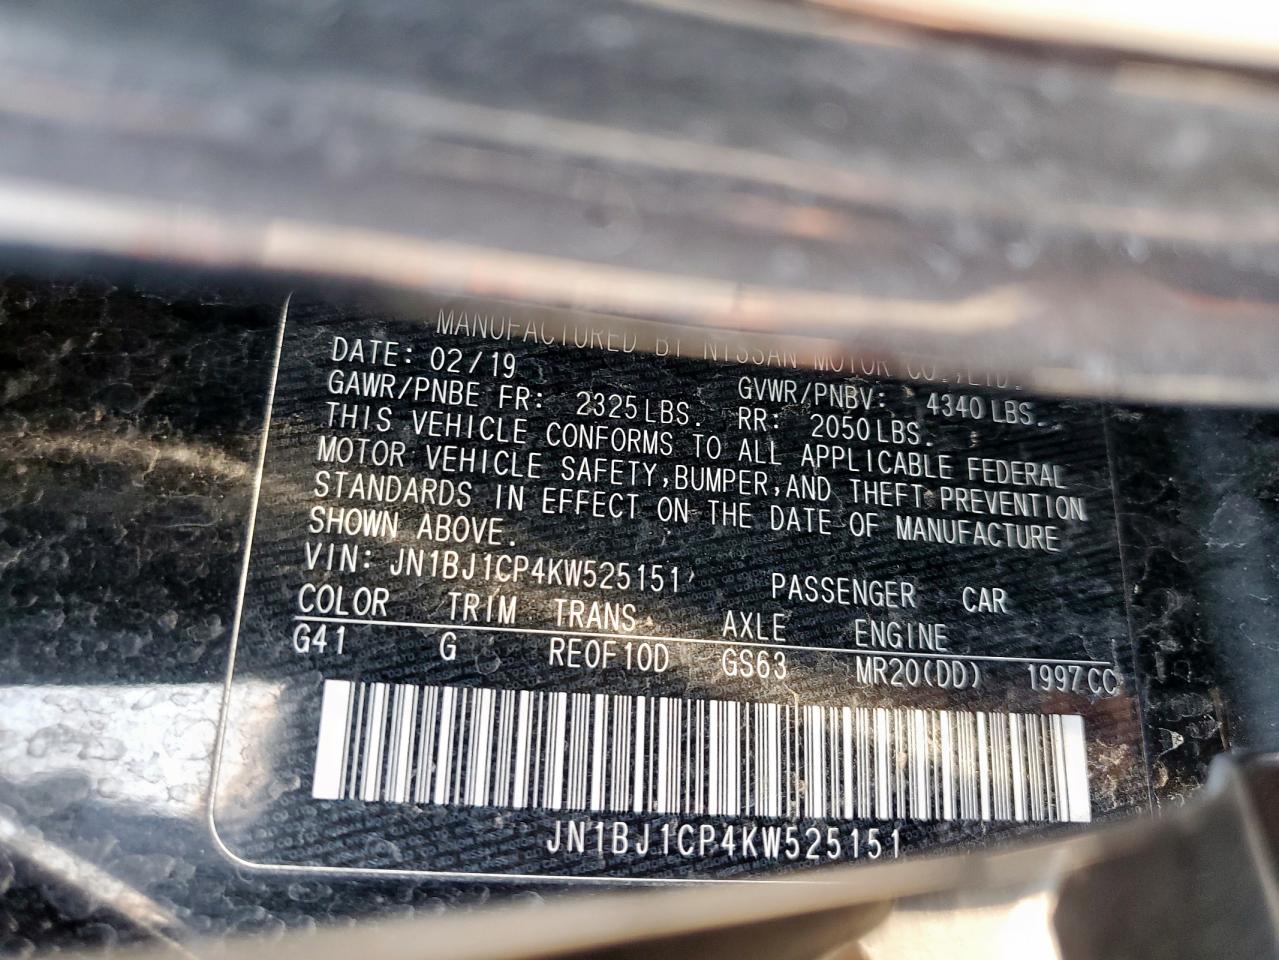 MANUFACTURED BY NISSAN MOTOR CO.,LTD.
DATE: 02/19 GVWR/PNBV: 4340 LBS.
GAWR/PNBE FR: 2325 LBS. RR: 2050 LBS.
THIS VEHICLE CONFORMS TO ALL APPLICABLE FEDERAL
MOTOR VEHICLE SAFETY, BUMPER, AND THEFT PREVENTION
STANDARDS IN EFFECT ON THE DATE OF MANUFACTURE
SHOWN ABOVE.
VIN: JN1BJ1CP4KW525151 PASSENGER CAR
COLOR TRIM TRANS AXLE ENGINE
G41 G RE0F10D GS63 MR20(DD) 1997 CC
JN1BJ1CP4KW525151